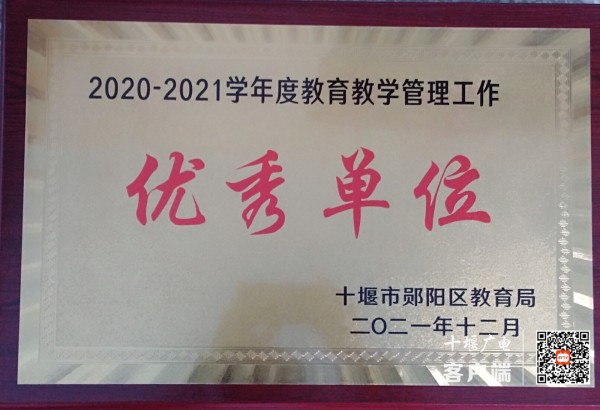 2020-2021学年度教育教学管理工作
优秀单位
十堰市郧阳区教育局
二〇二一年十二月
十堰广电
客户端